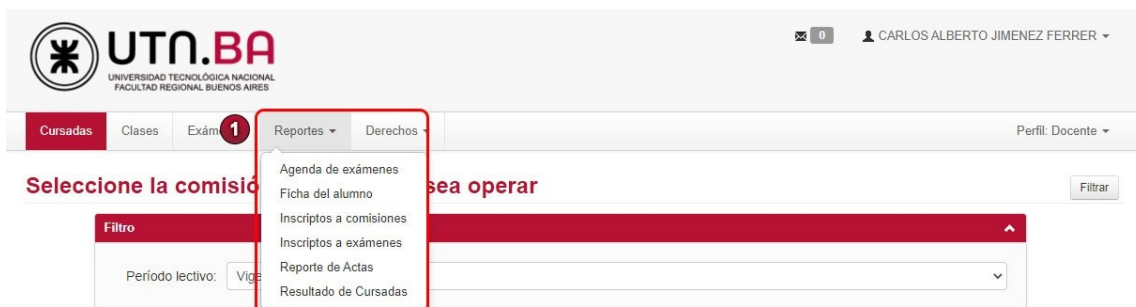 UTN.BA
UNIVERSIDAD TECNOLÓGICA NACIONAL
FACULTAD REGIONAL BUENOS AIRES
0 CARLOS ALBERTO JIMENEZ FERRER
Cursadas Clases Exám 1 Reportes Derechos Perfil: Docente
Agenda de exámenes
Ficha del alumno
Inscriptos a comisiones
Inscriptos a exámenes
Reporte de Actas
Resultado de Cursadas
Seleccione la comisió sea operar Filtrar
Filtro
Período lectivo: Vige